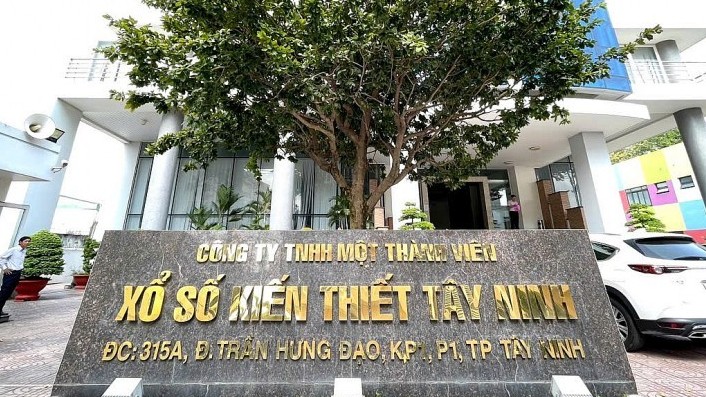 CÔNG TY TNHH MỘT THÀNH VIÊN
XỔ SỐ KIẾN THIẾT TÂY NINH
ĐC: 315A, Đ. TRẦN HƯNG ĐẠO, KP1, P1, TP TÂY NINH